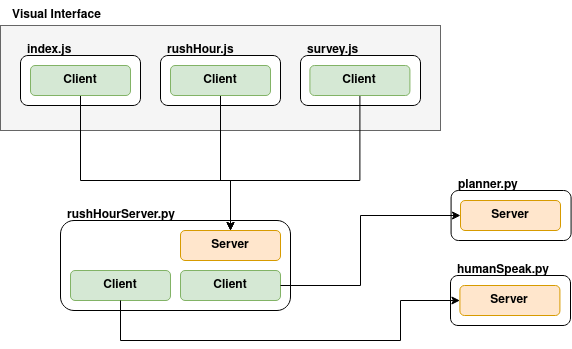 Visual Interface
index.js
rushHour.js
survey.js
Client
Client
Client
planner.py
Server
rushHourServer.py
Server
humanSpeak.py
Client
Client
Server